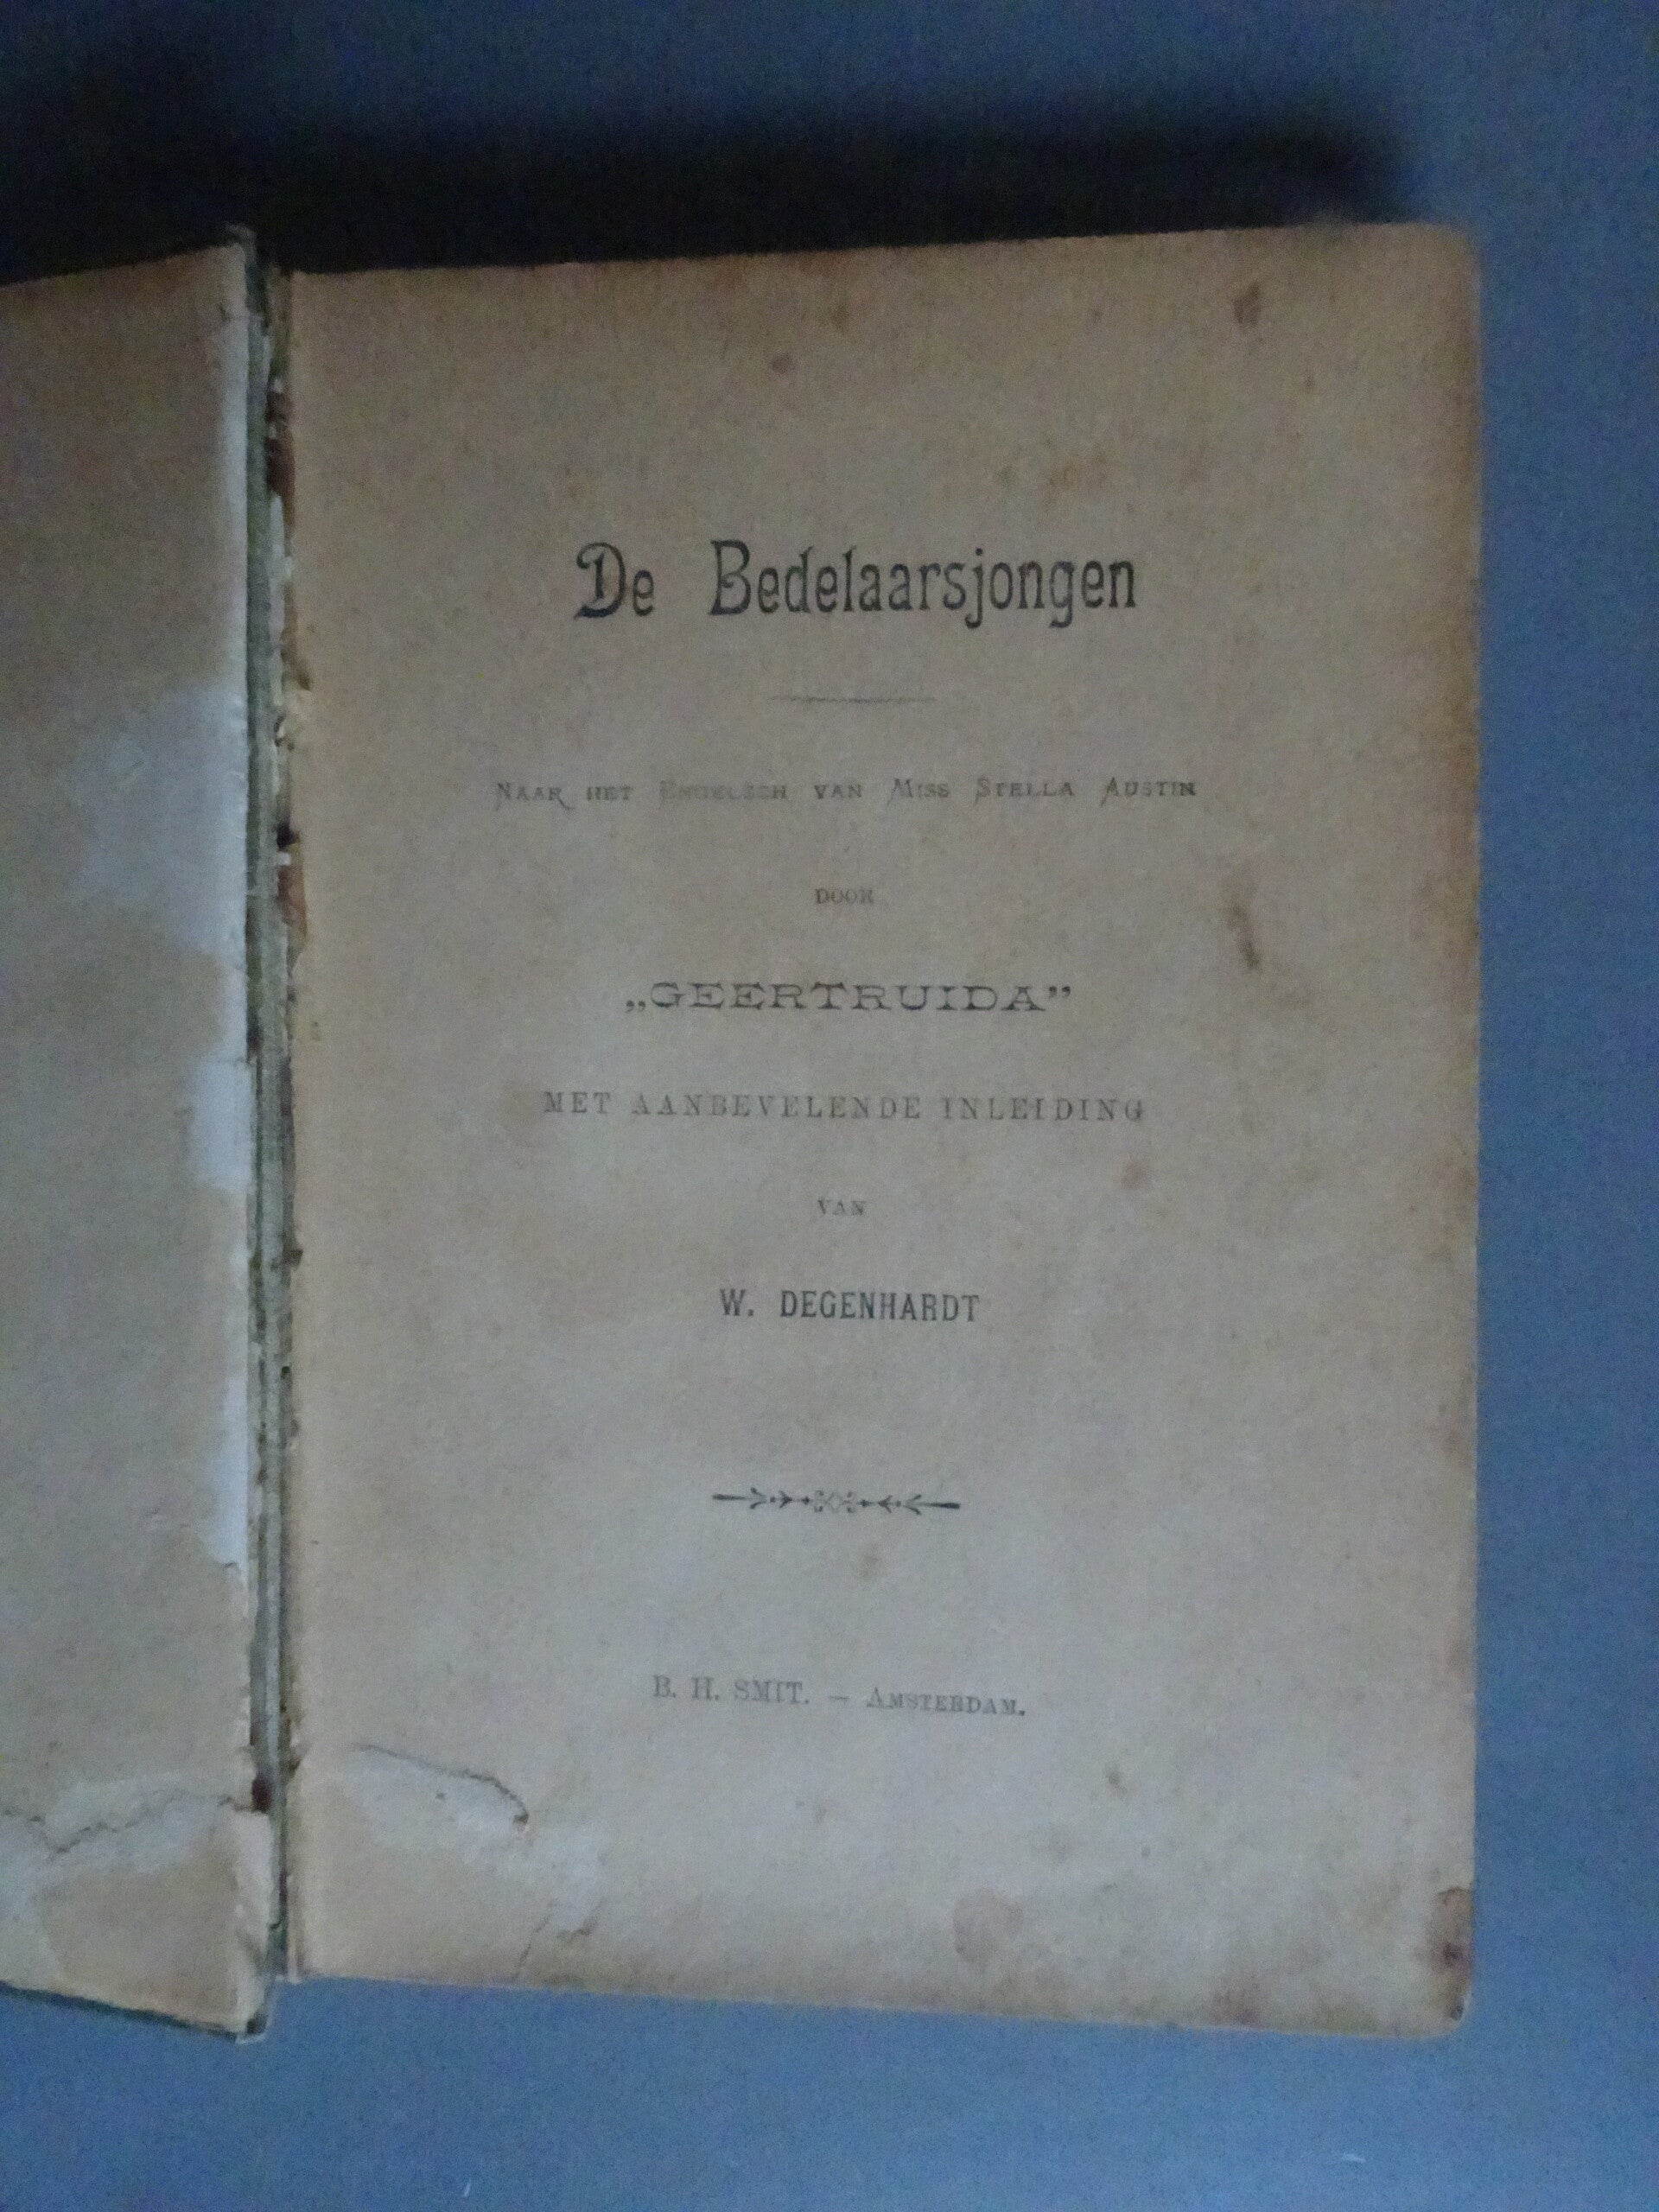 De Bedelaarsjongen
NAAR HET ENGELSCH VAN MISS STELLA AUSTIN
DOOR
„GEERTRUIDA”
MET AANBEVELENDE INLEIDING
VAN
W. DEGENHARDT
B. H. SMIT. — AMSTERDAM.